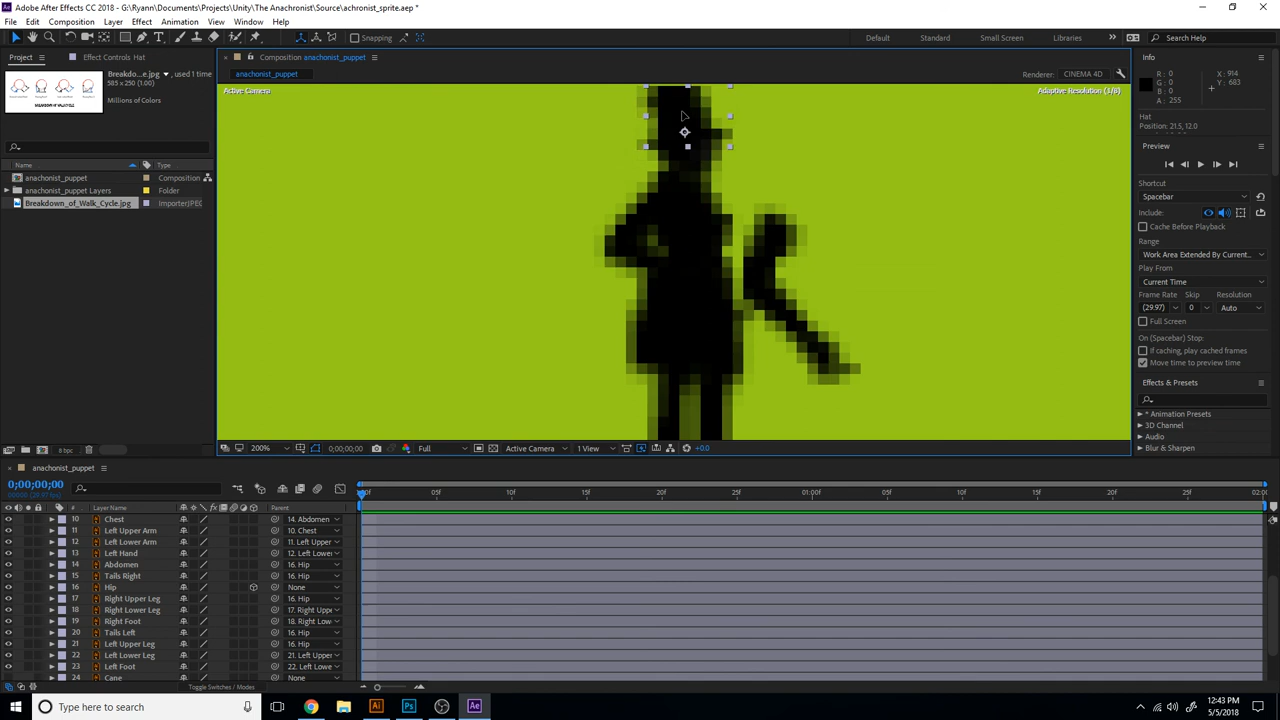 Adobe After Effects CC 2018 - G:\Ryann\Documents\Projects\Unity\The Anachronist\Source\achronist_sprite.aep *
File Edit Composition Layer Effect Animation View Window Help
Snapping
Default Standard Small Screen Libraries Search Help
Project Effect Controls Hat
Breakdo...e.jpg ▼, used 1 time
585 x 250 (1.00)
Millions of Colors
Name Type
anachonist_puppet Composition
anachonist_puppet Layers Folder
Breakdown_of_Walk_Cycle.jpg ImporterJPEG
8 bpc
Composition anachonist_puppet
anachonist_puppet
Renderer: CINEMA 4D
Active Camera
Adaptive Resolution (1/8)
200% 0;00;00;00 Full Active Camera 1 View +0.0
Info
R: 0 X: 914
G: 0 Y: 683
B: 0
A: 255
Hat
Position: 21.5, 12.0
Preview
Shortcut
Spacebar
Include:
Cache Before Playback
Range
Work Area Extended By Current...
Play From
Current Time
Frame Rate Skip Resolution
(29.97) 0 Auto
Full Screen
(On (Spacebar) Stop:
If caching, play cached frames
Move time to preview time
Effects & Presets
* Animation Presets
3D Channel
Audio
Blur & Sharpen
anachonist_puppet
0;00;00;00
00000 (29.97 fps)
:00f 05f 10f 15f 20f 25f 01:00f 05f 10f 15f 20f 25f 02:00
# Layer Name Parent
10 Chest 14. Abdomen
11 Left Upper Arm 10. Chest
12 Left Lower Arm 11. Left Upper
13 Left Hand 12. Left Lower
14 Abdomen 16. Hip
15 Tails Right 16. Hip
16 Hip None
17 Right Upper Leg 16. Hip
18 Right Lower Leg 17. Right Uppe
19 Right Foot 18. Right Low
20 Tails Left 16. Hip
21 Left Upper Leg 16. Hip
22 Left Lower Leg 21. Left Upper
23 Left Foot 22. Left Lowe
24 Cane None
Toggle Switches / Modes
Type here to search
12:43 PM
5/5/2018